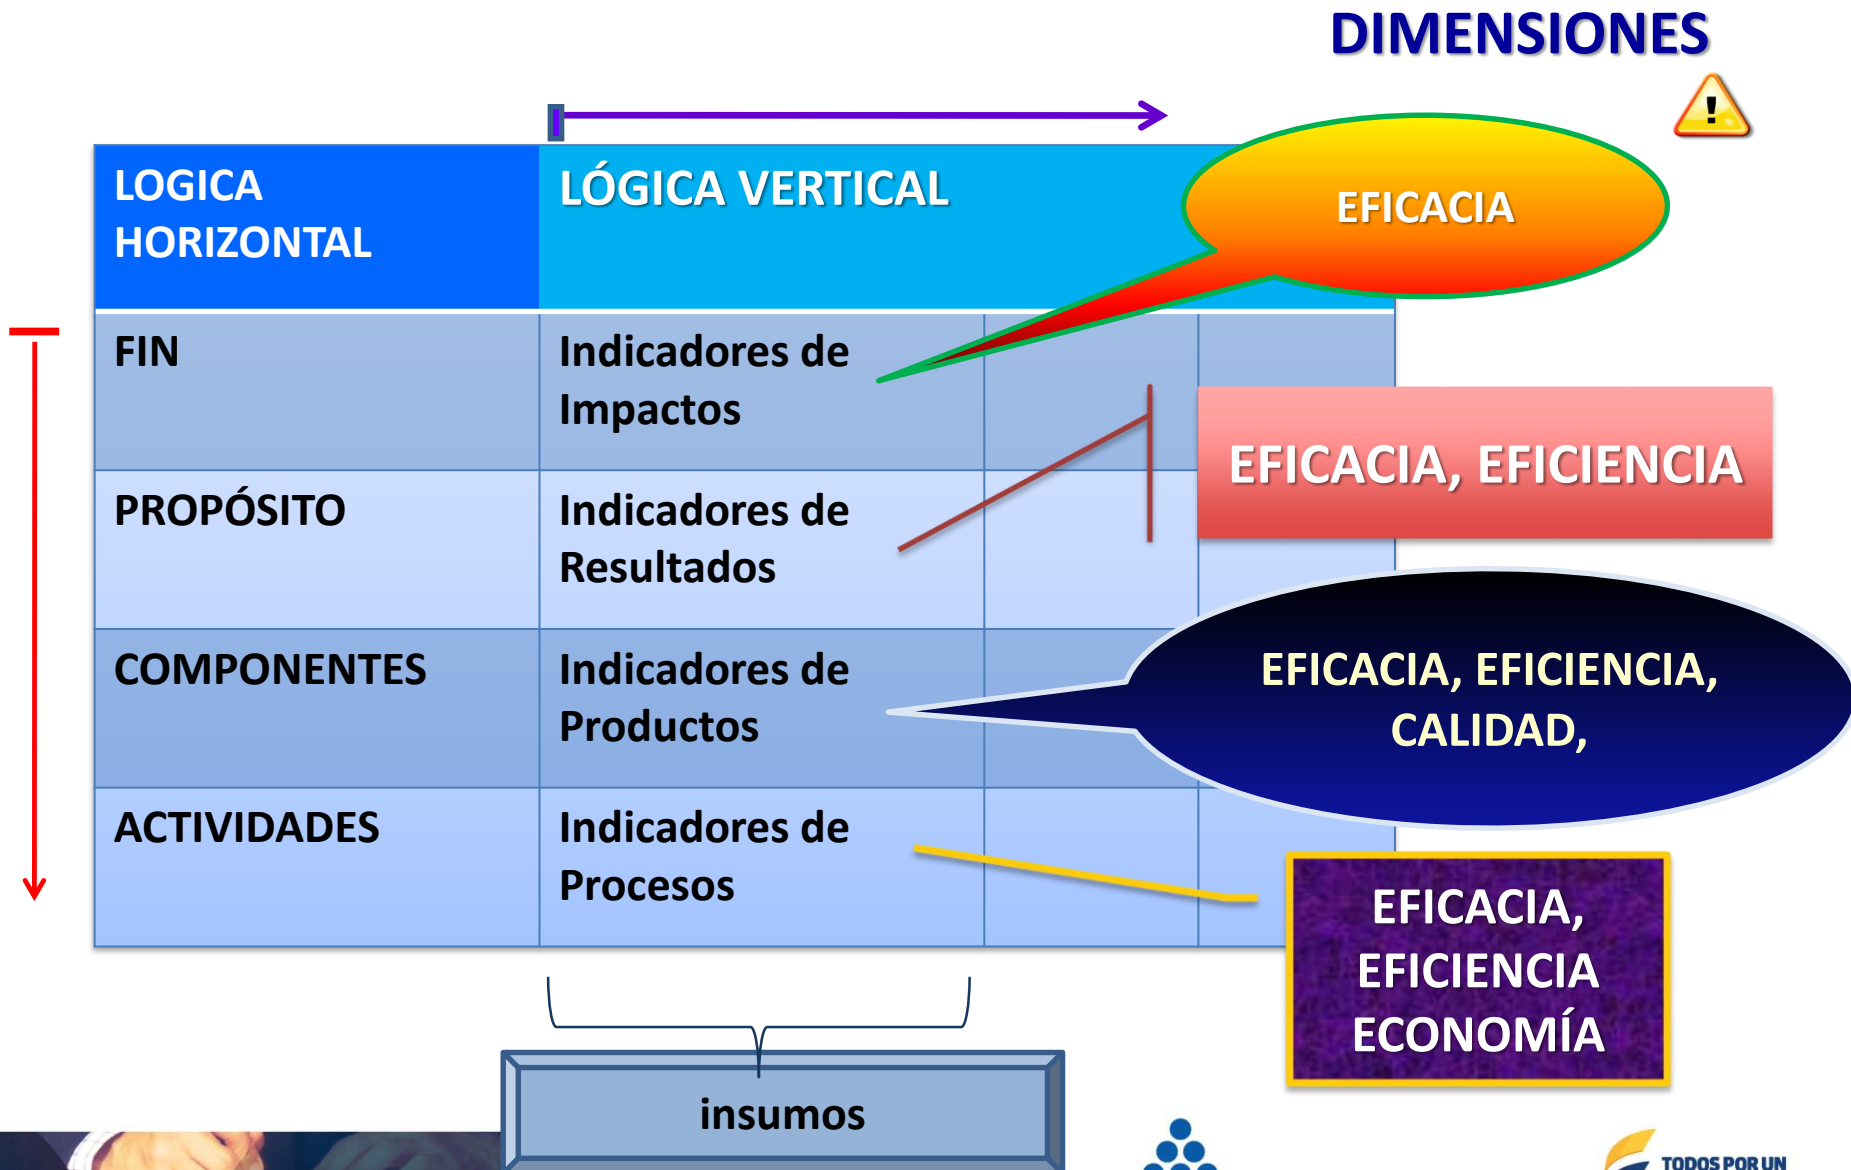 DIMENSIONES
LOGICA
HORIZONTAL
LÓGICA VERTICAL
EFICACIA
FIN
Indicadores de
Impactos
EFICACIA, EFICIENCIA
PROPÓSITO
Indicadores de
Resultados
COMPONENTES
Indicadores de
Productos
EFICACIA, EFICIENCIA,
CALIDAD,
ACTIVIDADES
Indicadores de
Procesos
EFICACIA,
EFICIENCIA
ECONOMÍA
insumos
TODOS POR UN